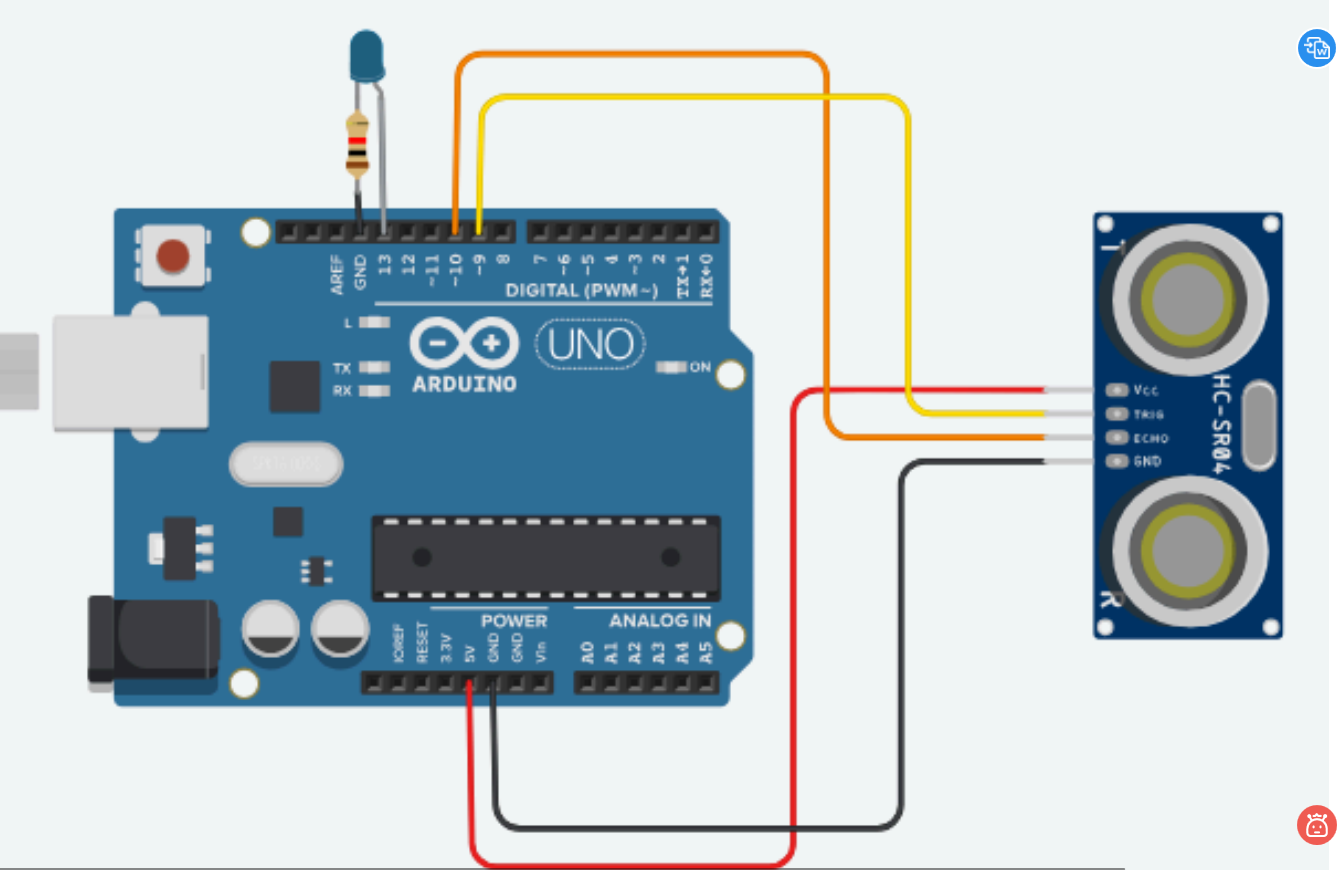 AREF
GND
13
12
~11
~10
~9
8
7
~6
~5
4
~3
2
TX→1
RX←0
DIGITAL (PWM~)
L
TX
RX
ARDUINO
UNO
ON
POWER
ANALOG IN
IOREF
RESET
3.3V
5V
GND
GND
Vin
A0
A1
A2
A3
A4
A5
T
VCC
TRIG
ECHO
GND
HC-SR04
R
W